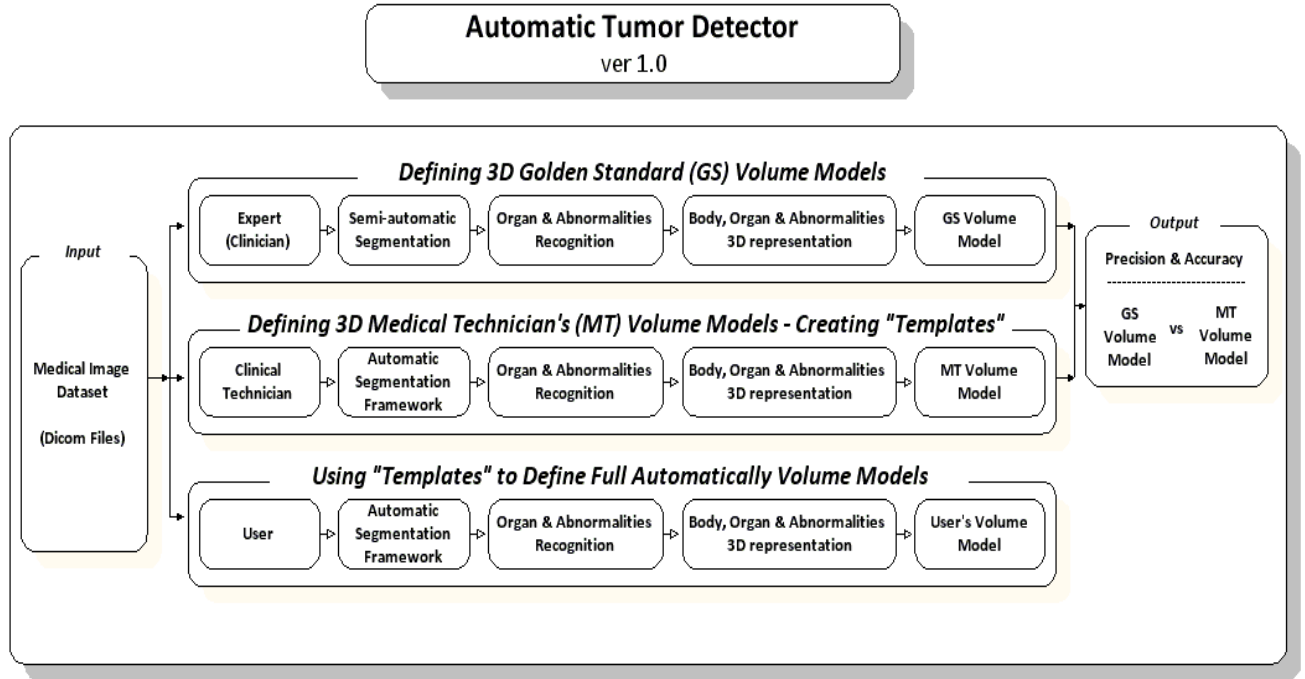 Automatic Tumor Detector
ver 1.0
Input
Medical Image
Dataset
(Dicom Files)
Defining 3D Golden Standard (GS) Volume Models
Expert
(Clinician)
Semi-automatic
Segmentation
Organ & Abnormalities
Recognition
Body, Organ & Abnormalities
3D representation
GS Volume
Model
Defining 3D Medical Technician's (MT) Volume Models - Creating "Templates"
Clinical
Technician
Automatic
Segmentation
Framework
Organ & Abnormalities
Recognition
Body, Organ & Abnormalities
3D representation
MT Volume
Model
Using "Templates" to Define Full Automatically Volume Models
User
Automatic
Segmentation
Framework
Organ & Abnormalities
Recognition
Body, Organ & Abnormalities
3D representation
User's Volume
Model
Output
Precision & Accuracy
GS
Volume
Model
vs
MT
Volume
Model